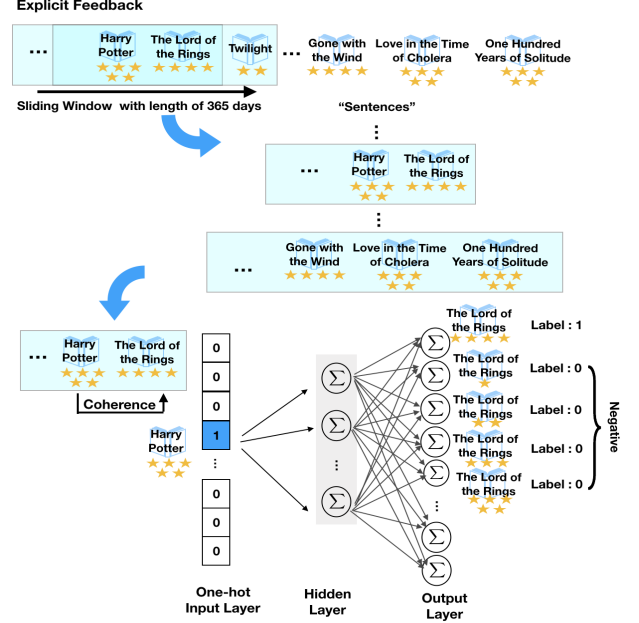 Explicit Feedback
... Harry Potter The Lord of the Rings Twilight ... Gone with the Wind Love in the Time of Cholera One Hundred Years of Solitude
Sliding Window with length of 365 days
“Sentences”
... Harry Potter The Lord of the Rings
... Gone with the Wind Love in the Time of Cholera One Hundred Years of Solitude
... Harry Potter The Lord of the Rings
Coherence
Harry Potter
0
0
0
1
0
0
0
One-hot Input Layer
Σ
Σ
Σ
Hidden Layer
Σ
Σ
Σ
Σ
Σ
Σ
Σ
Output Layer
The Lord of the Rings Label : 1
The Lord of the Rings Label : 0
The Lord of the Rings Label : 0
The Lord of the Rings Label : 0
The Lord of the Rings Label : 0
Negative